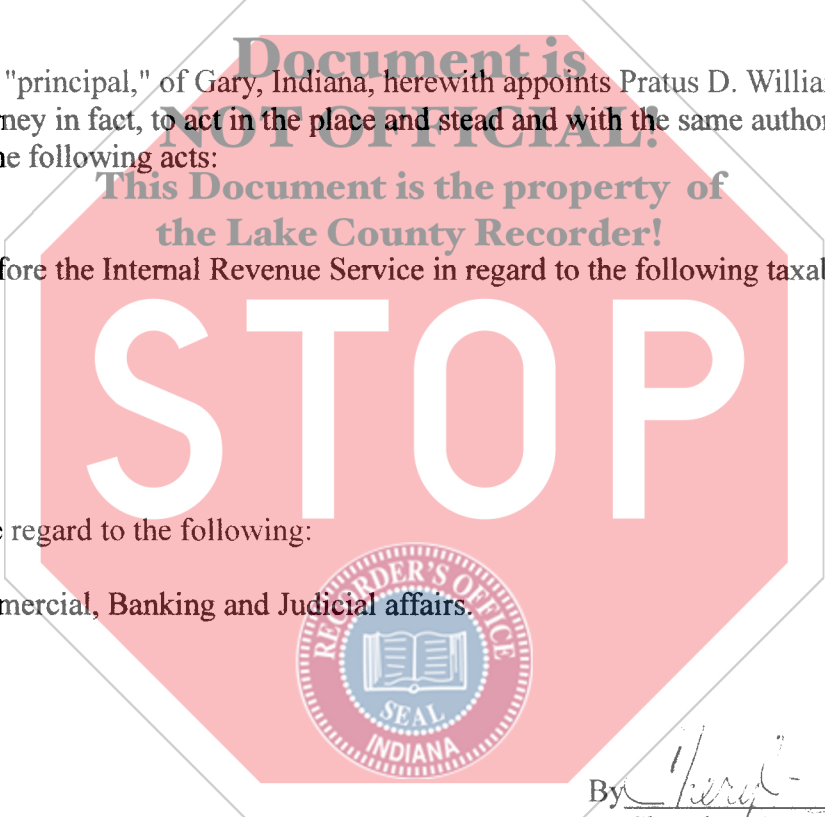 Document is
"principal," of Gary, Indiana, herewith appoints Pratus D. Willia
ney in fact, to act in the place and stead and with the same author
NOT OFFICIAL!
e following acts:
This Document is the property of
the Lake County Recorder!
fore the Internal Revenue Service in regard to the following taxal
STOP
e regard to the following:
mercial, Banking and Judicial affairs.
RECORDER'S OFFICE
SEAL
INDIANA
By Cheryl